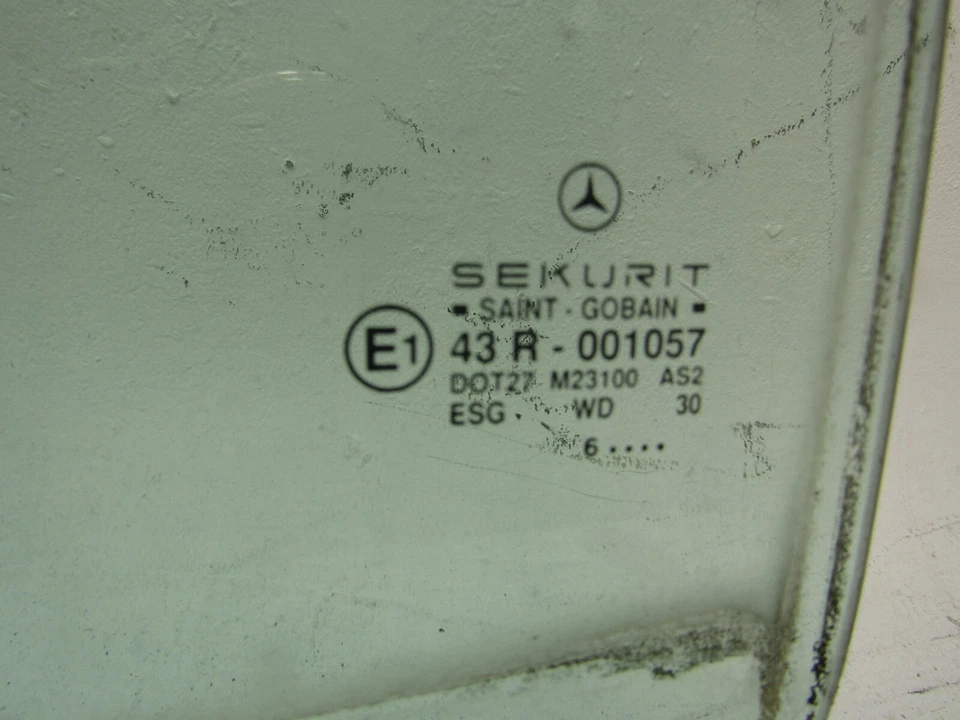 SEKURIT
SAINT - GOBAIN
E1 43 R - 001057
DOT27 M23100 AS2
ESG WD 30
6 ....